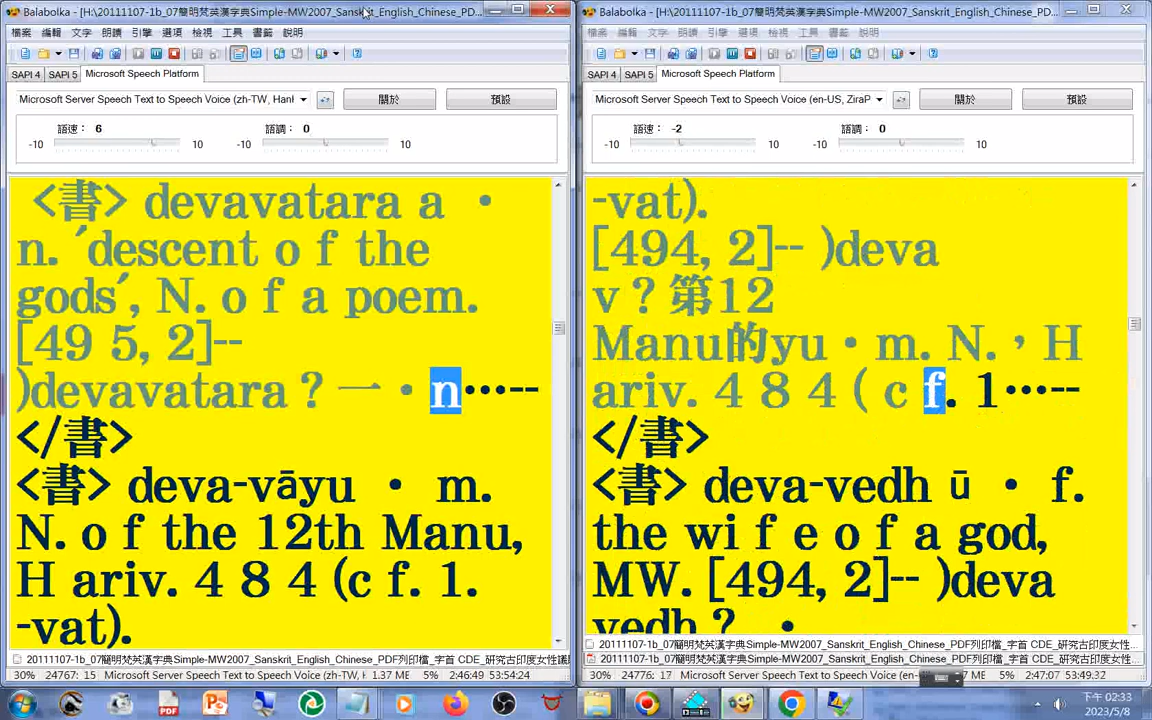 Balabolka - [H:\20111107-1b_07簡明梵英漢字典Simple-MW2007_Sanskrit_English_Chinese_PD...
檔案 編輯 文字 朗讀 引擎 選項 檢視 工具 書籤 說明
SAPI 4 SAPI 5 Microsoft Speech Platform
Microsoft Server Speech Text to Speech Voice (zh-TW, Hanl 關於 預設
語速： 6 語調： 0
-10 10 -10 10
<書> devavatara a •
n. ′descent o f the
gods′, N. o f a poem.
[49 5, 2]--
)devavatara？一•n…--
</書>
<書> deva-vāyu • m.
N. o f the 12th Manu,
H ariv. 4 8 4 (c f. 1.
-vat).
20111107-1b_07簡明梵英漢字典Simple-MW2007_Sanskrit_English_Chinese_PDF列印檔_字首 CDE_研究古印度女性議
30% 24767: 15 Microsoft Server Speech Text to Speech Voice (zh-TW, H 1.37 ME 5% 2:46:49 53:54:24
Balabolka - [H:\20111107-1b_07簡明梵英漢字典Simple-MW2007_Sanskrit_English_Chinese_PD...
檔案 編輯 文字 朗讀 引擎 選項 檢視 工具 書籤 說明
SAPI 4 SAPI 5 Microsoft Speech Platform
Microsoft Server Speech Text to Speech Voice (en-US, ZiraP 關於 預設
語速： -2 語調： 0
-10 10 -10 10
-vat).
[494, 2]-- )deva
v？第12
Manu的yu•m. N.，H
ariv. 4 8 4 ( c f. 1…--
</書>
<書> deva-vedh ū • f.
the wi f e o f a god,
MW. [494, 2]-- )deva
vedh？ •
20111107-1b_07簡明梵英漢字典Simple-MW2007_Sanskrit_English_Chinese_PDF列印檔_字首 CDE_研究古印度女性...
20111107-1b_07簡明梵英漢字典Simple-MW2007_Sanskrit_English_Chinese_PDF列印檔_字首 CDE_研究古印度女性...
30% 24776: 17 Microsoft Server Speech Text to Speech Voice 5% 2:47:07 53:49:32
下午 02:33
2023/5/8